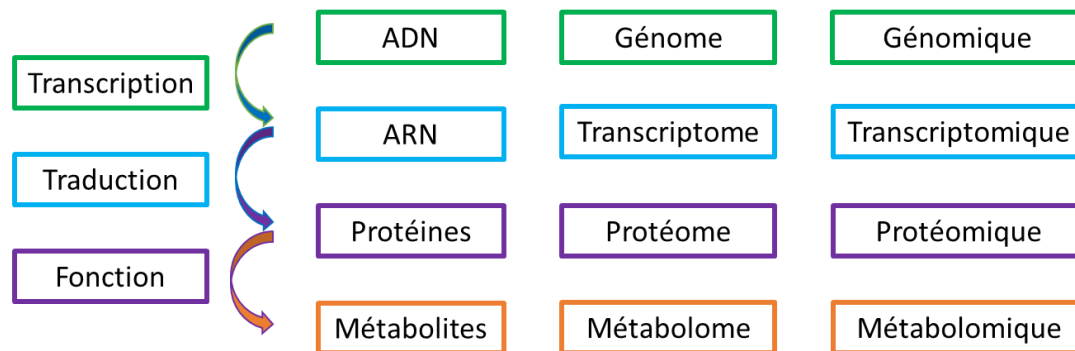 ADN Génome Génomique
Transcription
ARN Transcriptome Transcriptomique
Traduction
Protéines Protéome Protéomique
Fonction
Métabolites Métabolome Métabolomique